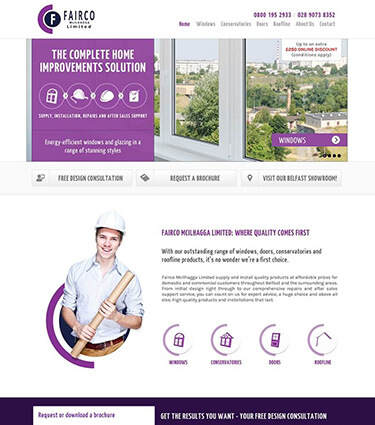 F FAIRCO
McILHAGGA
Limited
0800 195 2933 028 9073 8352
Home Windows Conservatories Doors Roofline About Us Contact
THE COMPLETE HOME
IMPROVEMENTS SOLUTION
SUPPLY, INSTALLATION, REPAIRS AND AFTER SALES SUPPORT
Energy-efficient windows and glazing in a
range of stunning styles
Up to an extra
£250 ONLINE DISCOUNT
(conditions apply)
WINDOWS
FREE DESIGN CONSULTATION
REQUEST A BROCHURE
VISIT OUR BELFAST SHOWROOM!
FAIRCO MCILHAGGA LIMITED: WHERE QUALITY COMES FIRST
With our outstanding range of windows, doors, conservatories and
roofline products, it's no wonder we're a first choice.
Fairco McIlhagga Limited supply and install quality products at affordable prices for
domestic and commercial customers throughout Belfast and the surrounding areas.
From initial design right through to our comprehensive repairs and after sales
support service, you can count on us for expert advice, a huge choice and above all
else, high quality products and installations that last.
WINDOWS
CONSERVATORIES
DOORS
ROOFLINE
Request or download a brochure
GET THE RESULTS YOU WANT - YOUR FREE DESIGN CONSULTATION